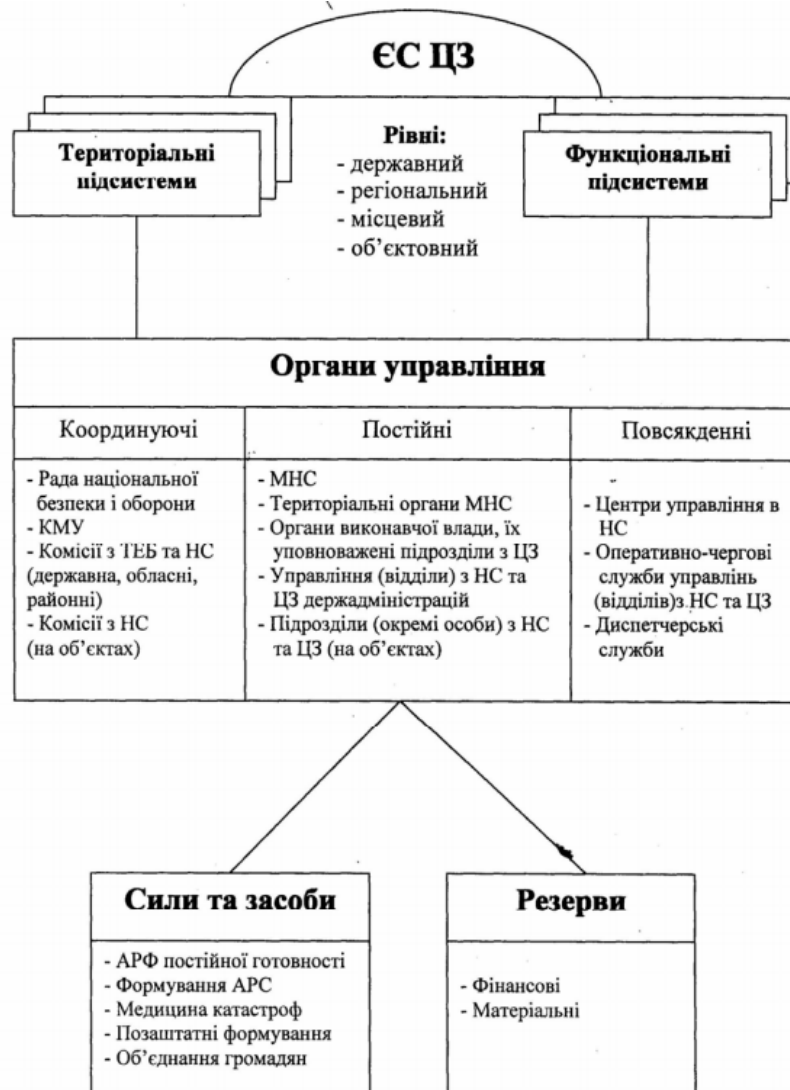 ЄС ЦЗ
Територіальні
підсистеми
Рівні:
- державний
- регіональний
- місцевий
- об’єктовний
Функціональні
підсистеми
Органи управління
Координуючі
- Рада національної
безпеки і оборони
- КМУ
- Комісії з ТЕБ та НС
(державна, обласні,
районні)
- Комісії з НС
(на об’єктах)
Постійні
- МНС
- Територіальні органи МНС
- Органи виконавчої влади, їх
уповноважені підрозділи з ЦЗ
- Управління (відділи) з НС та
ЦЗ держадміністрацій
- Підрозділи (окремі особи) з НС
та ЦЗ (на об’єктах)
Повсякденні
- Центри управління в
НС
- Оперативно-чергові
служби управлінь
(відділів)з НС та ЦЗ
- Диспетчерські
служби
Сили та засоби
- АРФ постійної готовності
- Формування АРС
- Медицина катастроф
- Позаштатні формування
- Об’єднання громадян
Резерви
- Фінансові
- Матеріальні